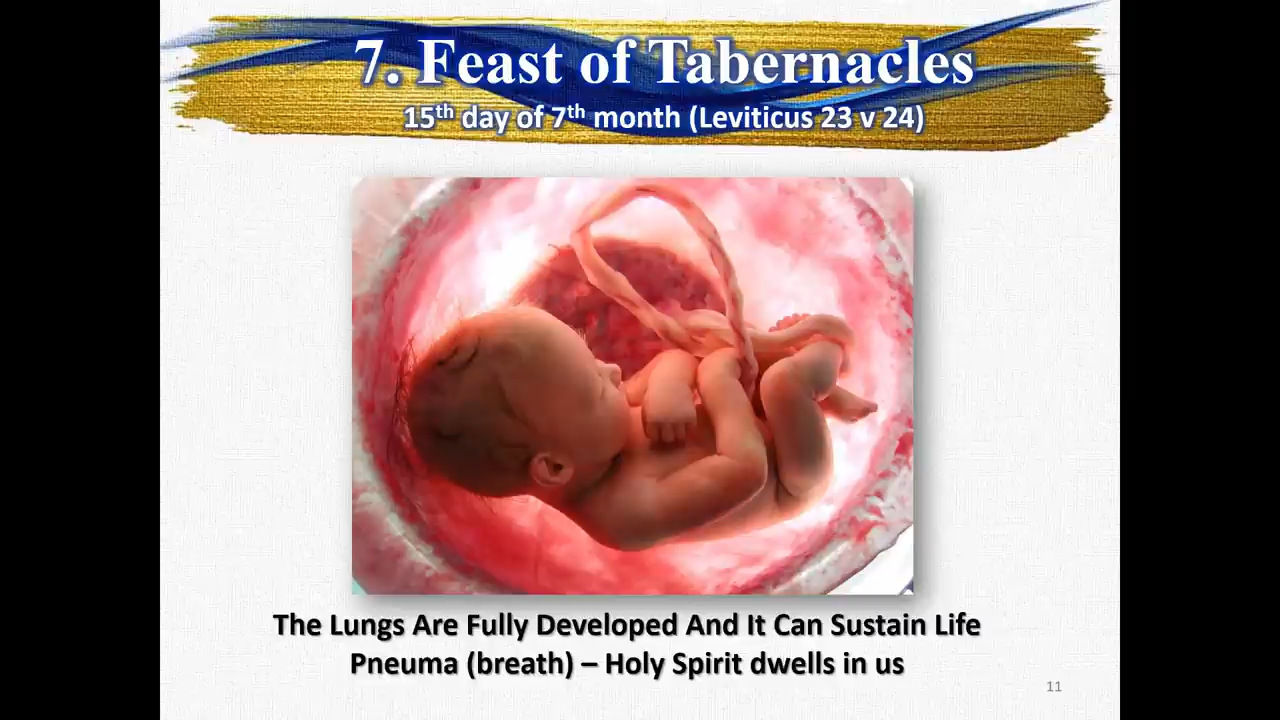 7. Feast of Tabernacles
15th day of 7th month (Leviticus 23 v 24)
The Lungs Are Fully Developed And It Can Sustain Life
Pneuma (breath) – Holy Spirit dwells in us
11